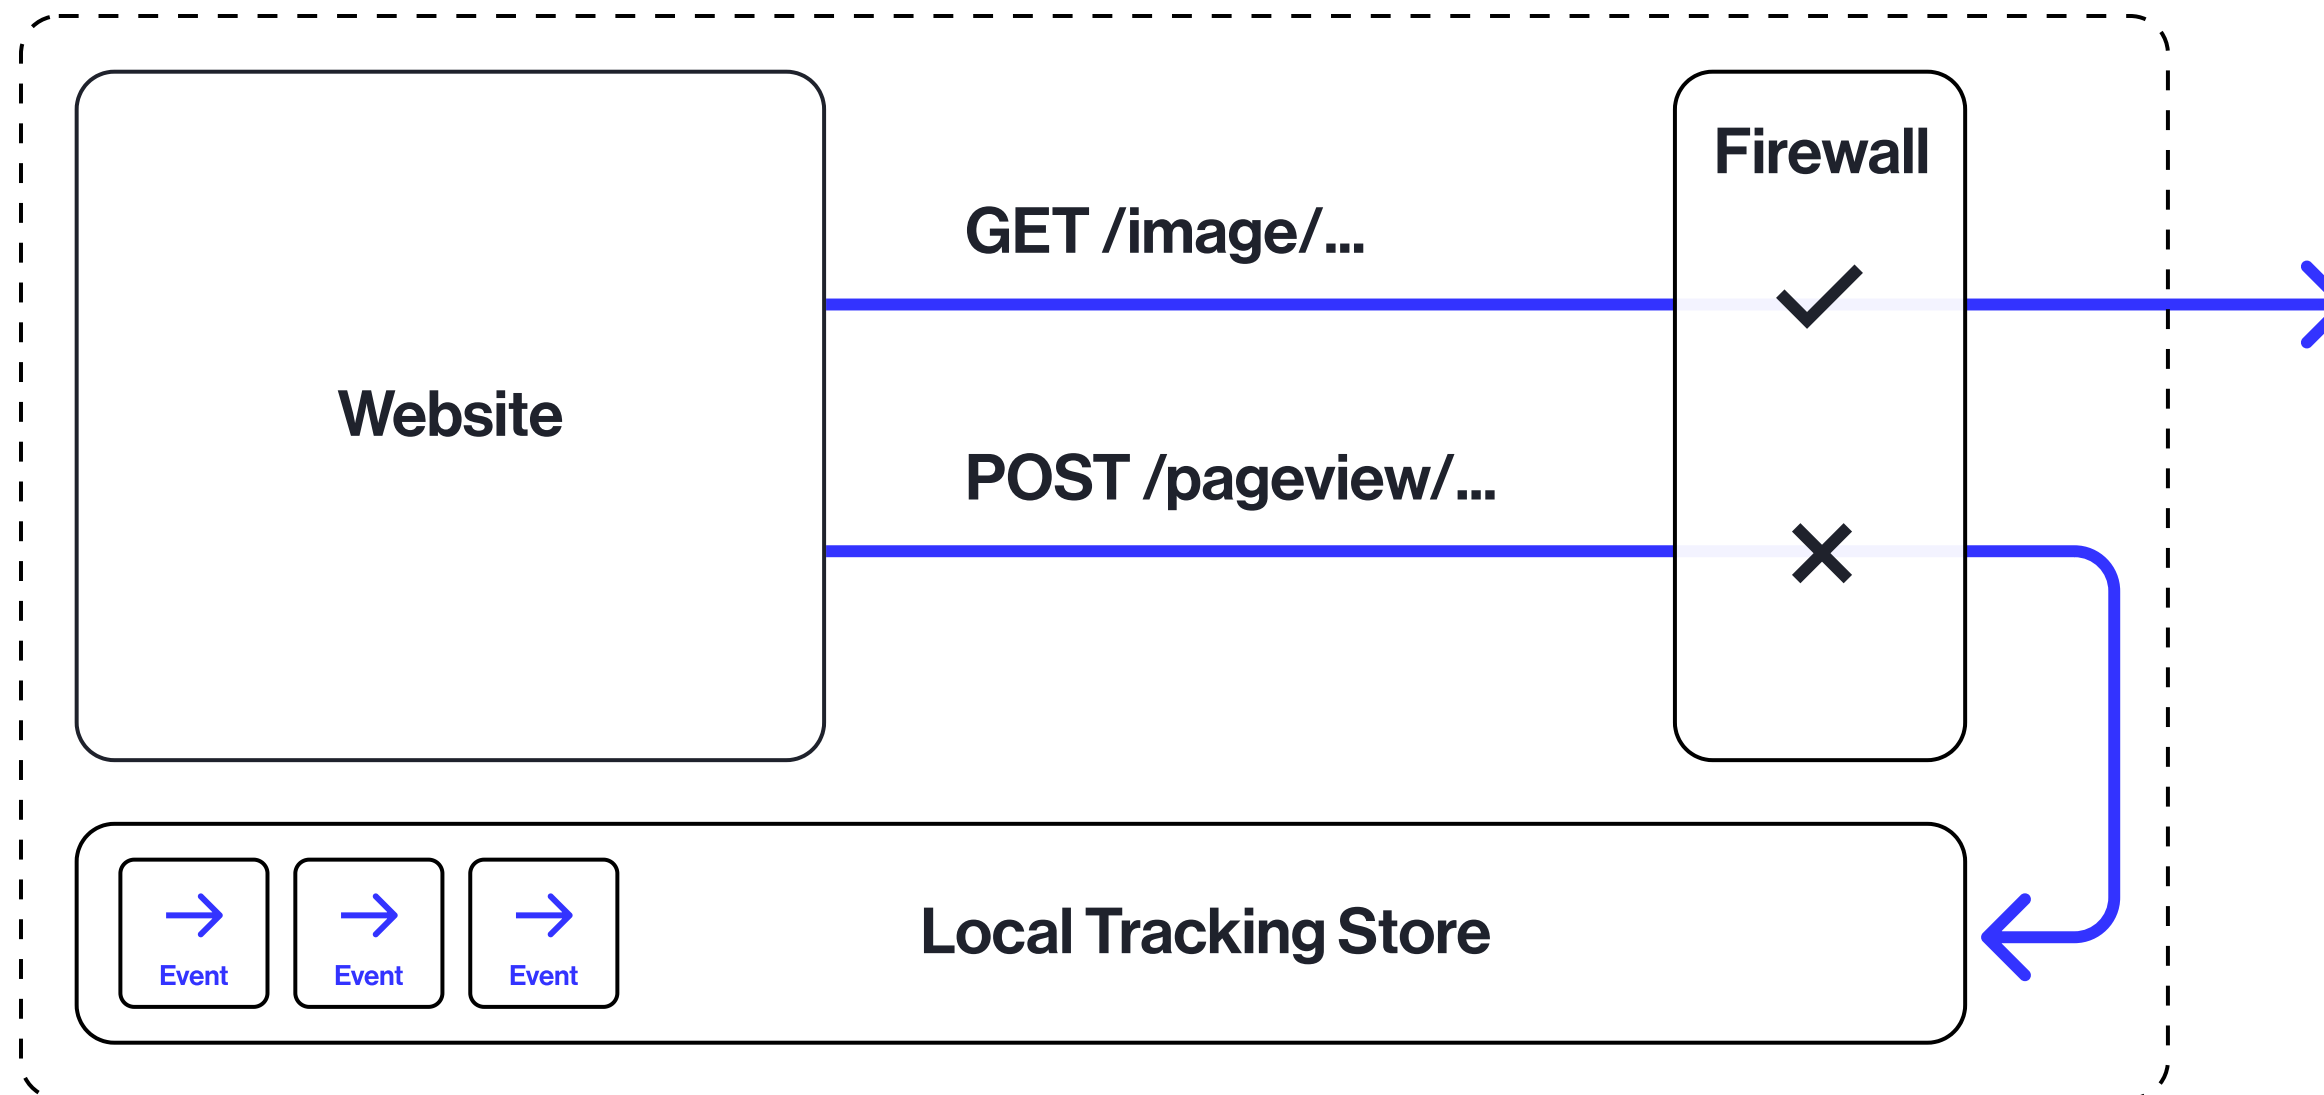 Firewall
GET /image/...
Website
POST /pageview/...
Local Tracking Store
Event
Event
Event